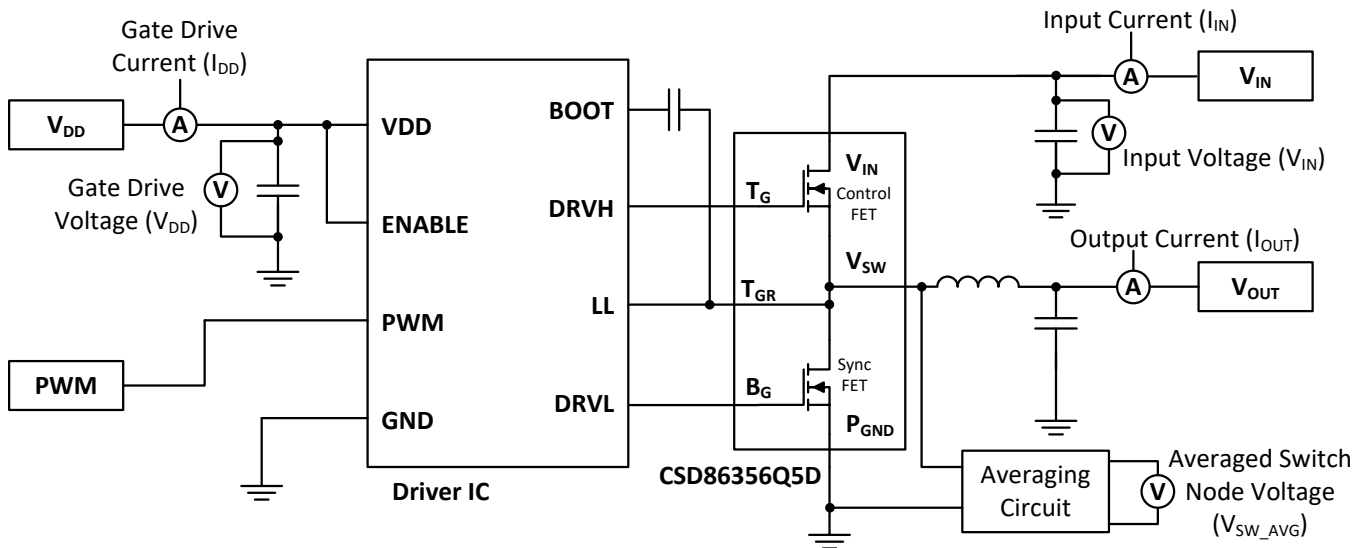 Gate Drive
Current (IDD)
VDD
A
V
Gate Drive
Voltage (VDD)
PWM
VDD
ENABLE
PWM
GND
BOOT
DRVH
LL
DRVL
Driver IC
TG
TGR
BG
VIN
Control
FET
VSW
Sync
FET
PGND
CSD86356Q5D
Input Current (IIN)
A
VIN
V
Input Voltage (VIN)
Output Current (IOUT)
A
VOUT
Averaging
Circuit
V
Averaged Switch
Node Voltage
(VSW_AVG)